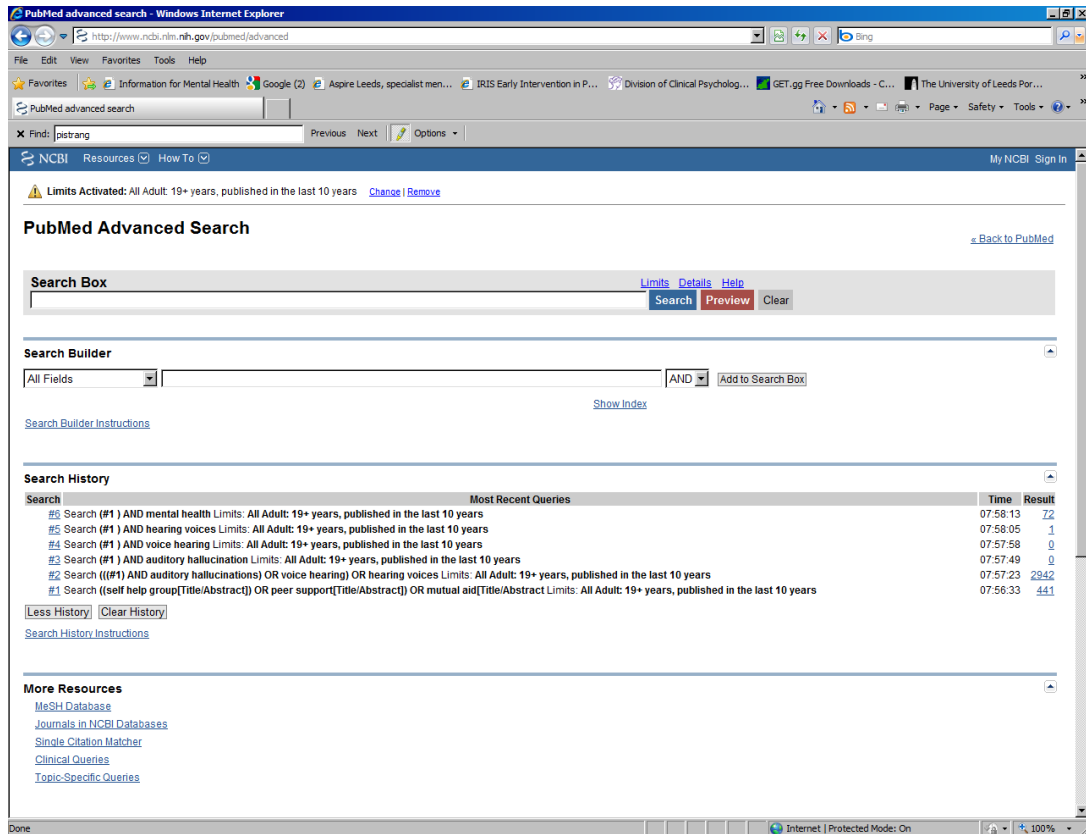 PubMed advanced search - Windows Internet Explorer
http://www.ncbi.nlm.nih.gov/pubmed/advanced
Bing
File Edit View Favorites Tools Help
Favorites Information for Mental Health Google (2) Aspire Leeds, specialist men... IRIS Early Intervention in P... Division of Clinical Psycholog... GET.gg Free Downloads - C... The University of Leeds Por...
PubMed advanced search Page Safety Tools
Find: pistrang Previous Next Options
NCBI Resources How To My NCBI Sign In
Limits Activated: All Adult: 19+ years, published in the last 10 years Change | Remove
PubMed Advanced Search
« Back to PubMed
Search Box Limits Details Help
Search Preview Clear
Search Builder
All Fields AND Add to Search Box
Show Index
Search Builder Instructions
Search History
Search Most Recent Queries Time Result
#6 Search (#1 ) AND mental health Limits: All Adult: 19+ years, published in the last 10 years 07:58:13 72
#5 Search (#1 ) AND hearing voices Limits: All Adult: 19+ years, published in the last 10 years 07:58:05 1
#4 Search (#1 ) AND voice hearing Limits: All Adult: 19+ years, published in the last 10 years 07:57:58 0
#3 Search (#1 ) AND auditory hallucination Limits: All Adult: 19+ years, published in the last 10 years 07:57:49 0
#2 Search (((#1) AND auditory hallucinations) OR voice hearing) OR hearing voices Limits: All Adult: 19+ years, published in the last 10 years 07:57:23 2942
#1 Search ((self help group[Title/Abstract]) OR peer support[Title/Abstract]) OR mutual aid[Title/Abstract Limits: All Adult: 19+ years, published in the last 10 years 07:56:33 441
Less History Clear History
Search History Instructions
More Resources
MeSH Database
Journals in NCBI Databases
Single Citation Matcher
Clinical Queries
Topic-Specific Queries
Done Internet | Protected Mode: On 100%